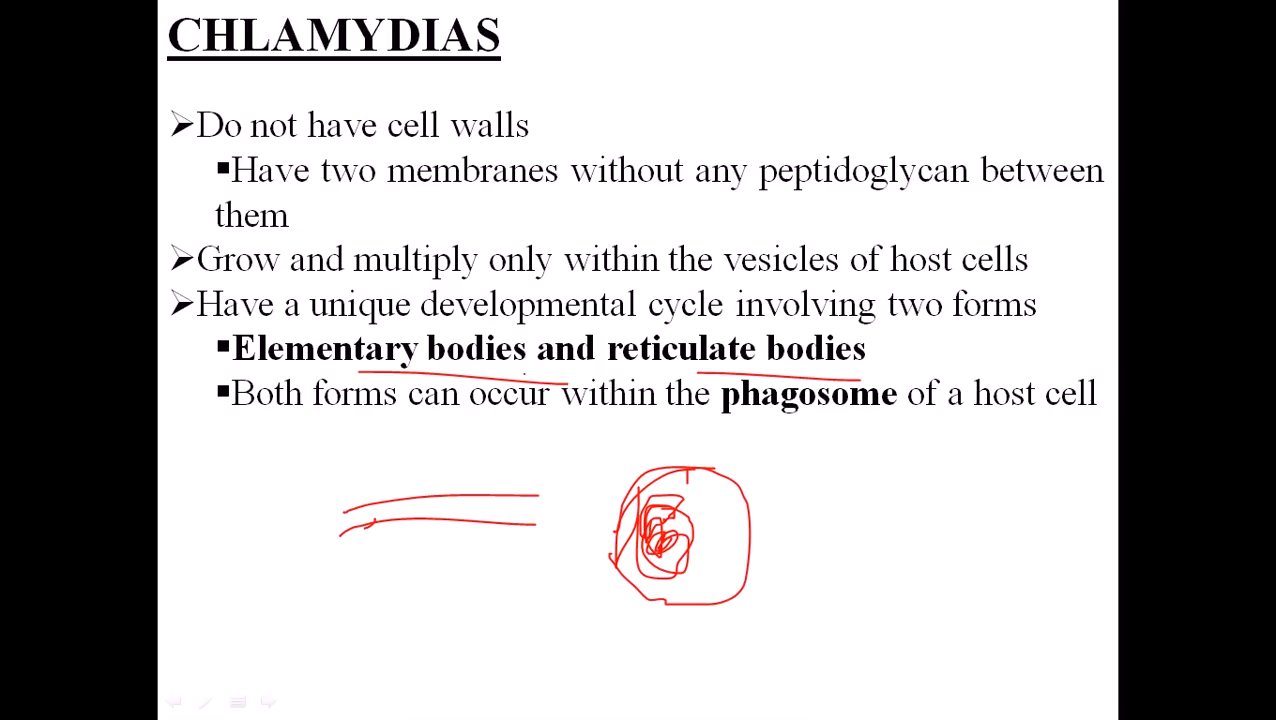 CHLAMYDIAS
➢Do not have cell walls
▪Have two membranes without any peptidoglycan between
them
➢Grow and multiply only within the vesicles of host cells
➢Have a unique developmental cycle involving two forms
▪Elementary bodies and reticulate bodies
▪Both forms can occur within the phagosome of a host cell